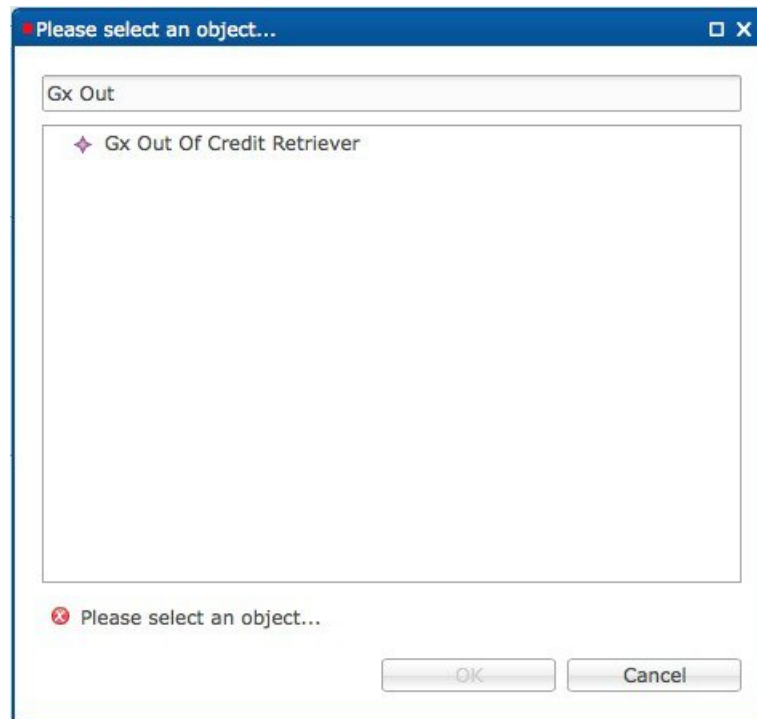 Please select an object...
Gx Out
Gx Out Of Credit Retriever
Please select an object...
OK Cancel